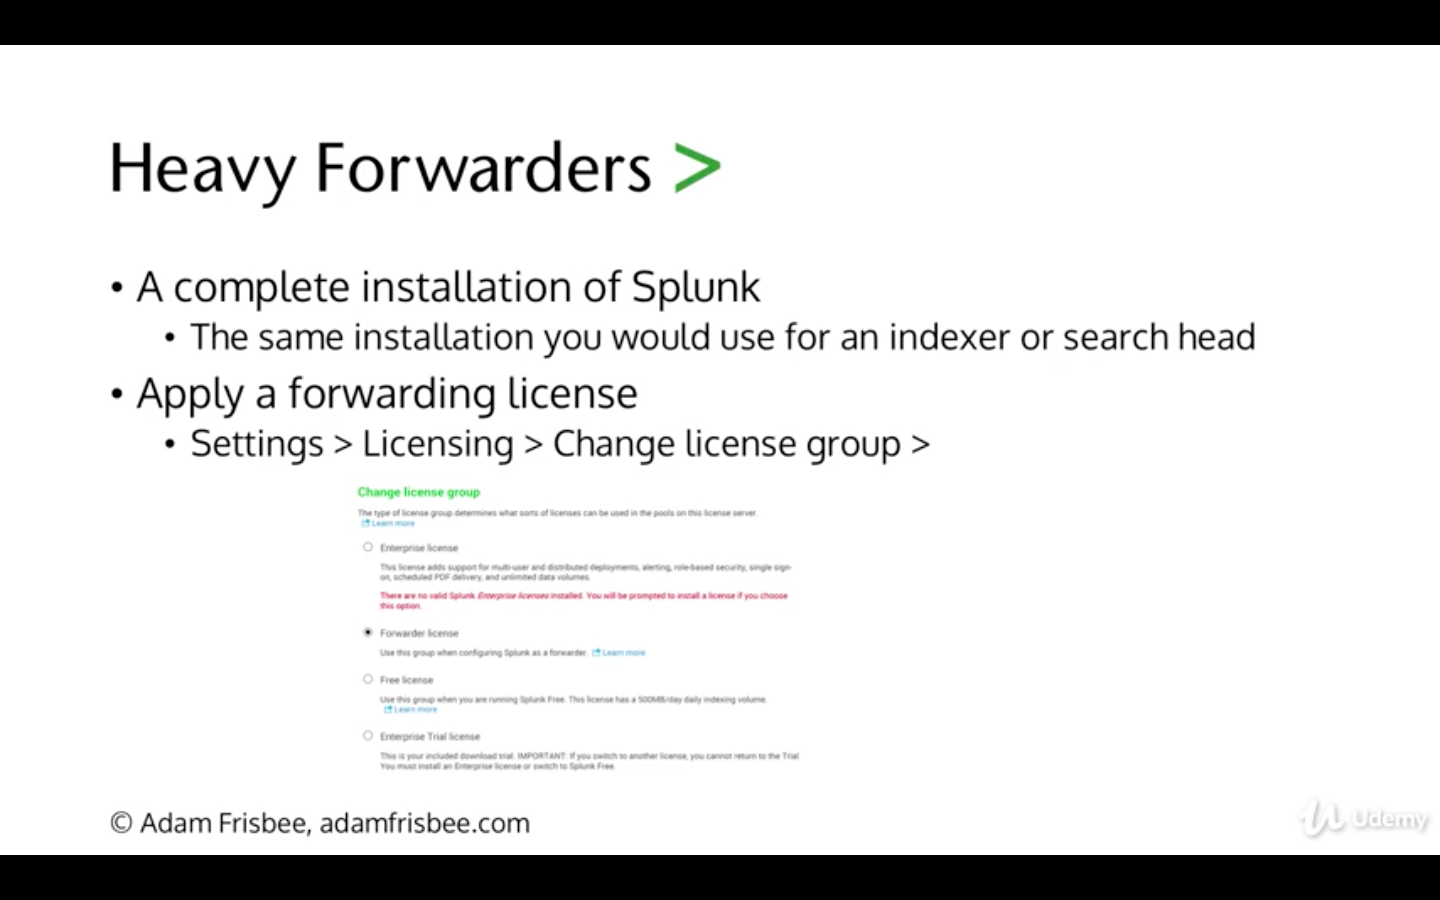 Heavy Forwarders >
• A complete installation of Splunk
• The same installation you would use for an indexer or search head
• Apply a forwarding license
• Settings > Licensing > Change license group >
Change license group
The type of license group determines what sorts of licenses can be used in the pools on this license server.
Learn more
Enterprise license
This license adds support for multi-user and distributed deployments, alerting, role-based security, single sign-
on, scheduled PDF delivery, and unlimited data volumes.
There are no valid Splunk Enterprise licenses installed. You will be prompted to install a license if you choose
this option.
Forwarder license
Use this group when configuring Splunk as a forwarder. Learn more
Free license
Use this group when you are running Splunk Free. This license has a 500MB/day daily indexing volume.
Learn more
Enterprise Trial license
This is your included download trial. IMPORTANT: If you switch to another license, you cannot return to the Trial
You must install an Enterprise license or switch to Splunk Free.
© Adam Frisbee, adamfrisbee.com
Udemy